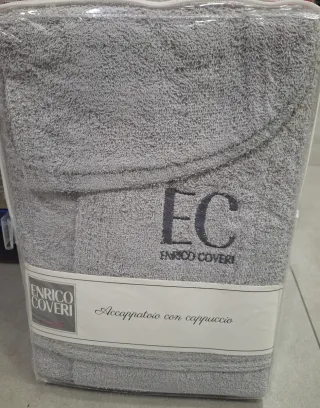 EC
ENRICO COVERI
ENRICO
COVERI
Accappatoio con cappuccio